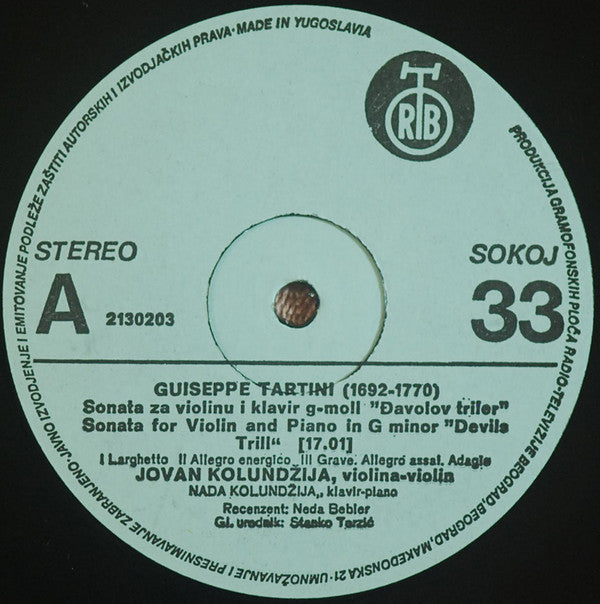 PRODUKCIJA GRAMOFONSKIH PLOČA RADIO-TELEVIZIJE BEOGRAD, BEOGRAD, MAKEDONSKA 21 · UMNOŽAVANJE I PRESNIMAVANJE ZABRANJENO · JAVNO IZVODJENJE I EMITOVANJE PODLEŽE ZAŠTITI AUTORSKIH I IZVODJAČKIH PRAVA · MADE IN YUGOSLAVIA
RTB
STEREO
SOKOJ
A 2130203
33
GUISEPPE TARTINI (1692-1770)
Sonata za violinu i klavir g-moll "Đavolov triler"
Sonata for Violin and Piano in G minor "Devils
Trill“ [17.01]
I Larghetto II Allegro energico III Grave. Allegro assai. Adagio
JOVAN KOLUNDŽIJA, violina-violin
NADA KOLUNDŽIJA,, klavir-piano
Recenzent: Neda Bebler
Gl. urednik: Stanko Terzić